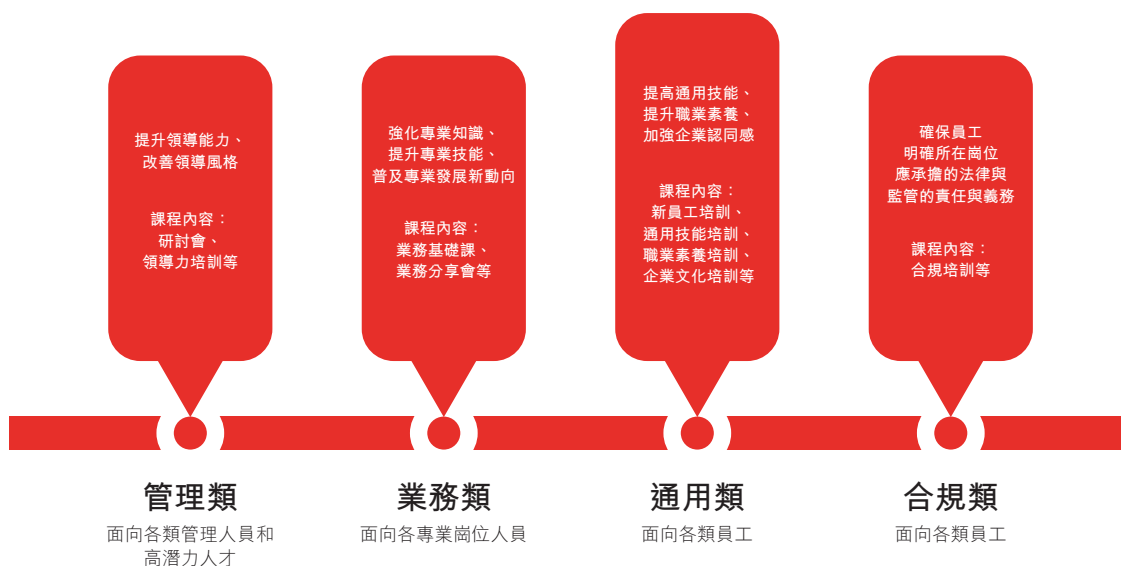 提升領導能力、
改善領導風格
課程內容：
研討會、
領導力培訓等
管理類
面向各類管理人員和
高潛力人才
強化專業知識、
提升專業技能、
普及專業發展新動向
課程內容：
業務基礎課、
業務分享會等
業務類
面向各專業崗位人員
提高通用技能、
提升職業素養、
加強企業認同感
課程內容：
新員工培訓、
通用技能培訓、
職業素養培訓、
企業文化培訓等
通用類
面向各類員工
確保員工
明確所在崗位
應承擔的法律與
監管的責任與義務
課程內容：
合規培訓等
合規類
面向各類員工